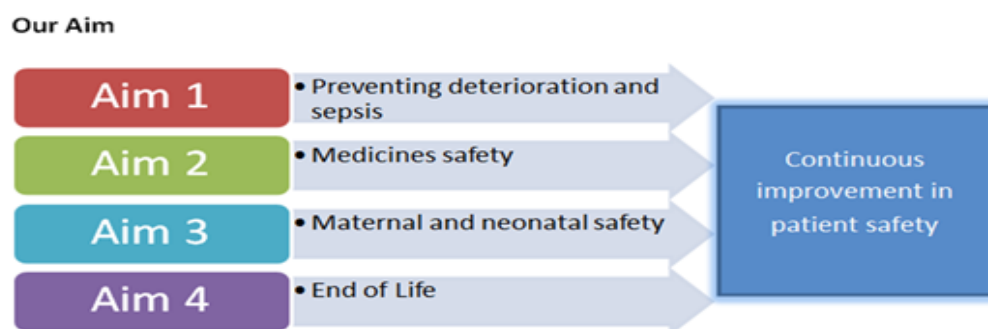 Our Aim
Aim 1
• Preventing deterioration and
sepsis
Aim 2
• Medicines safety
Aim 3
• Maternal and neonatal safety
Aim 4
• End of Life
Continuous
improvement in
patient safety